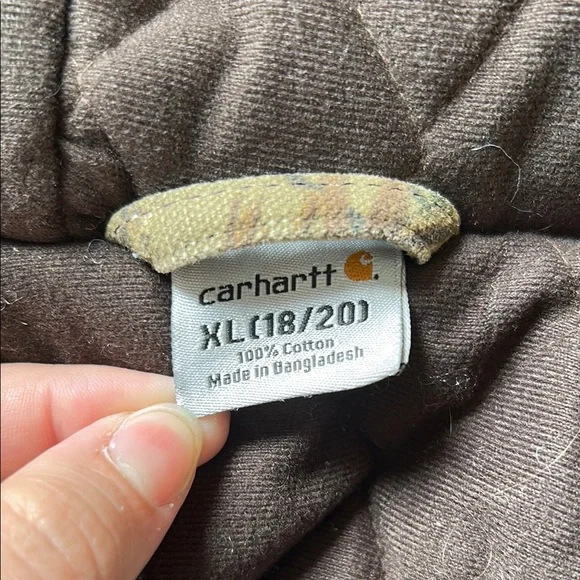 carhartt
XL(18/20)
100% Cotton
Made in Bangladesh